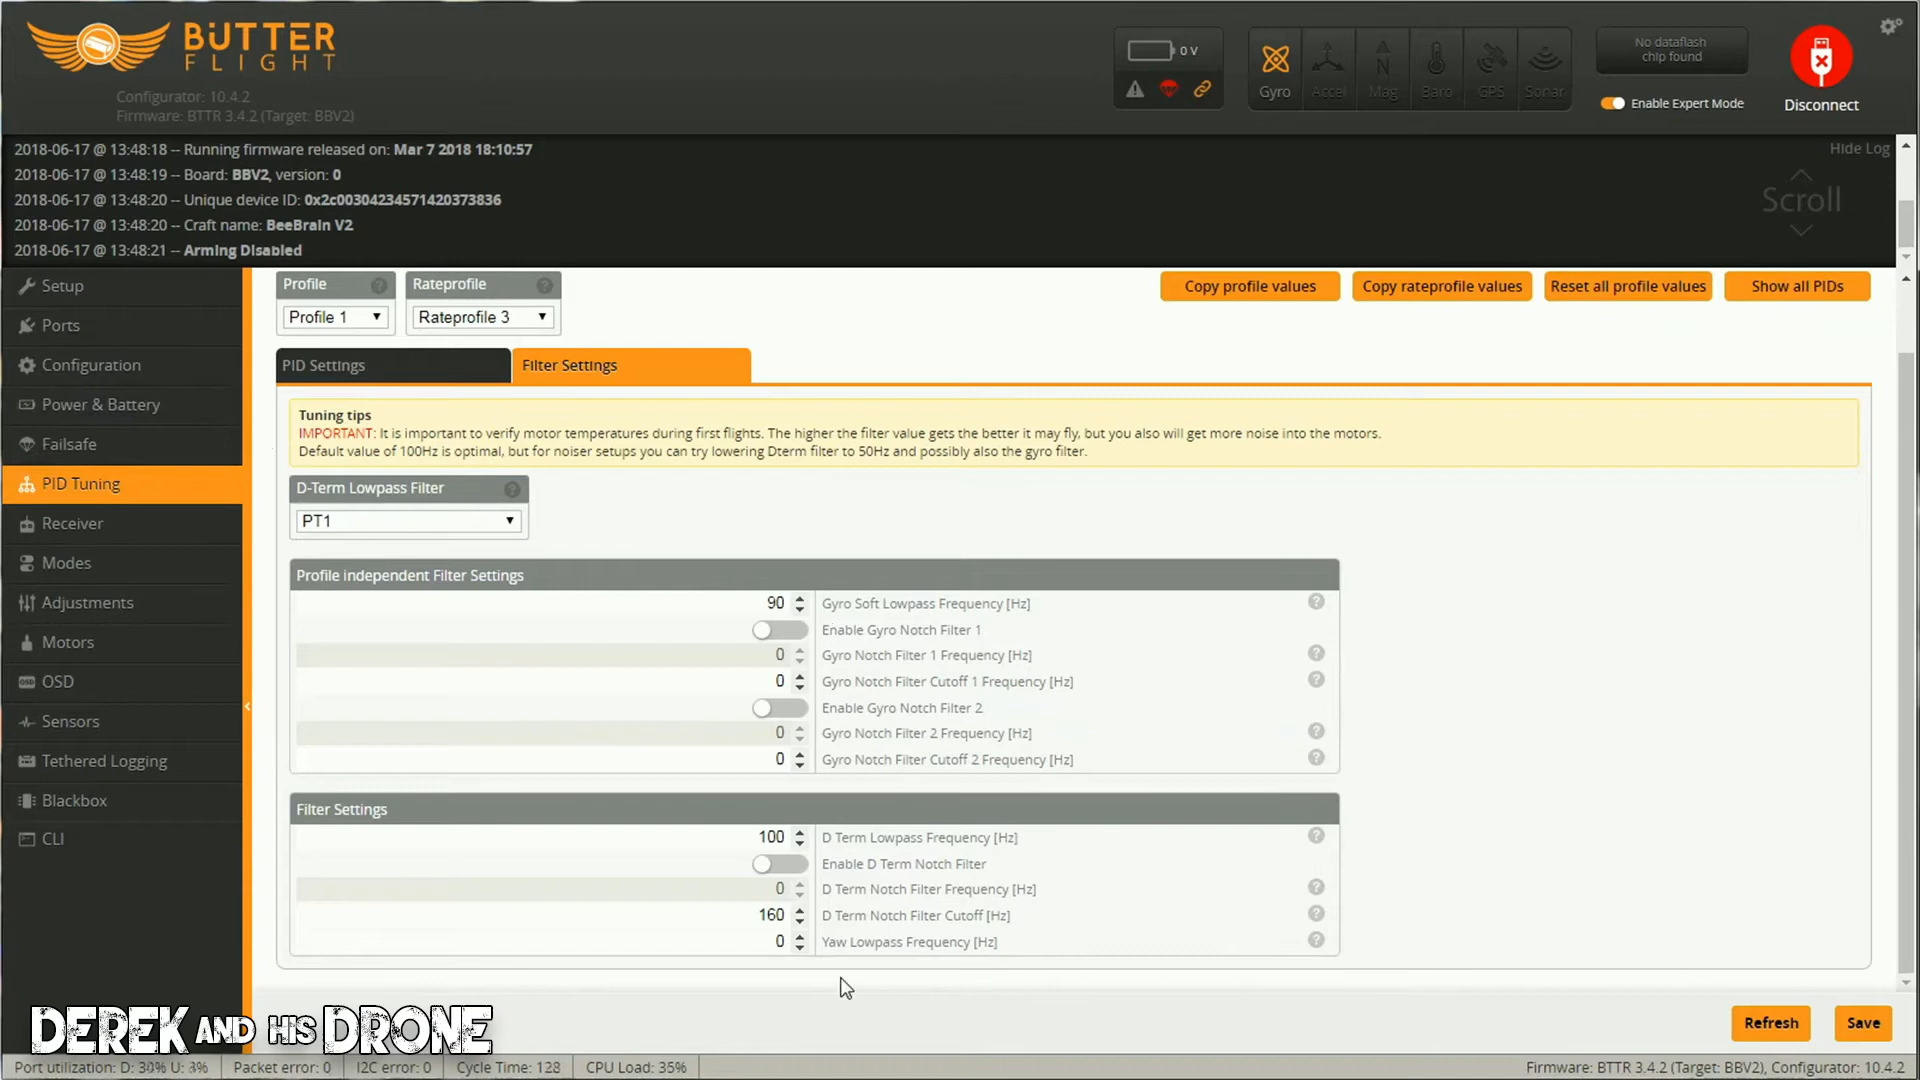 BUTTER
FLIGHT
Configurator: 10.4.2
Firmware: BTTR 3.4.2 (Target: BBV2)
0 V
Gyro
Accel
Mag
Baro
GPS
Sonar
No dataflash
chip found
Enable Expert Mode
Disconnect
2018-06-17 @ 13:48:18 -- Running firmware released on: Mar 7 2018 18:10:57
2018-06-17 @ 13:48:19 -- Board: BBV2, version: 0
2018-06-17 @ 13:48:20 -- Unique device ID: 0x2c00304234571420373836
2018-06-17 @ 13:48:20 -- Craft name: BeeBrain V2
2018-06-17 @ 13:48:21 -- Arming Disabled
Hide Log
Scroll
Setup
Ports
Configuration
Power & Battery
Failsafe
PID Tuning
Receiver
Modes
Adjustments
Motors
OSD
Sensors
Tethered Logging
Blackbox
CLI
Profile
Rateprofile
Profile 1
Rateprofile 3
Copy profile values
Copy rateprofile values
Reset all profile values
Show all PIDs
PID Settings
Filter Settings
Tuning tips
IMPORTANT: It is important to verify motor temperatures during first flights. The higher the filter value gets the better it may fly, but you also will get more noise into the motors.
Default value of 100Hz is optimal, but for noiser setups you can try lowering Dterm filter to 50Hz and possibly also the gyro filter.
D-Term Lowpass Filter
PT1
Profile independent Filter Settings
90 Gyro Soft Lowpass Frequency [Hz]
Enable Gyro Notch Filter 1
0 Gyro Notch Filter 1 Frequency [Hz]
0 Gyro Notch Filter Cutoff 1 Frequency [Hz]
Enable Gyro Notch Filter 2
0 Gyro Notch Filter 2 Frequency [Hz]
0 Gyro Notch Filter Cutoff 2 Frequency [Hz]
Filter Settings
100 D Term Lowpass Frequency [Hz]
Enable D Term Notch Filter
0 D Term Notch Filter Frequency [Hz]
160 D Term Notch Filter Cutoff [Hz]
0 Yaw Lowpass Frequency [Hz]
Refresh
Save
DEREK AND HIS DRONE
Port utilization: D: 30% U: 3%
Packet error: 0
I2C error: 0
Cycle Time: 128
CPU Load: 35%
Firmware: BTTR 3.4.2 (Target: BBV2), Configurator: 10.4.2